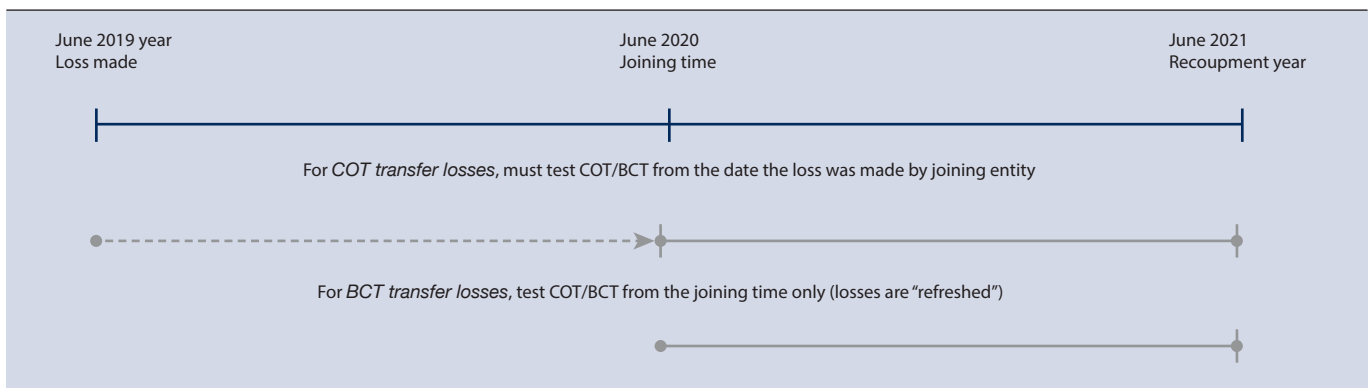 June 2019 year
Loss made
June 2020
Joining time
June 2021
Recoupment year
For COT transfer losses, must test COT/BCT from the date the loss was made by joining entity
For BCT transfer losses, test COT/BCT from the joining time only (losses are “refreshed”)